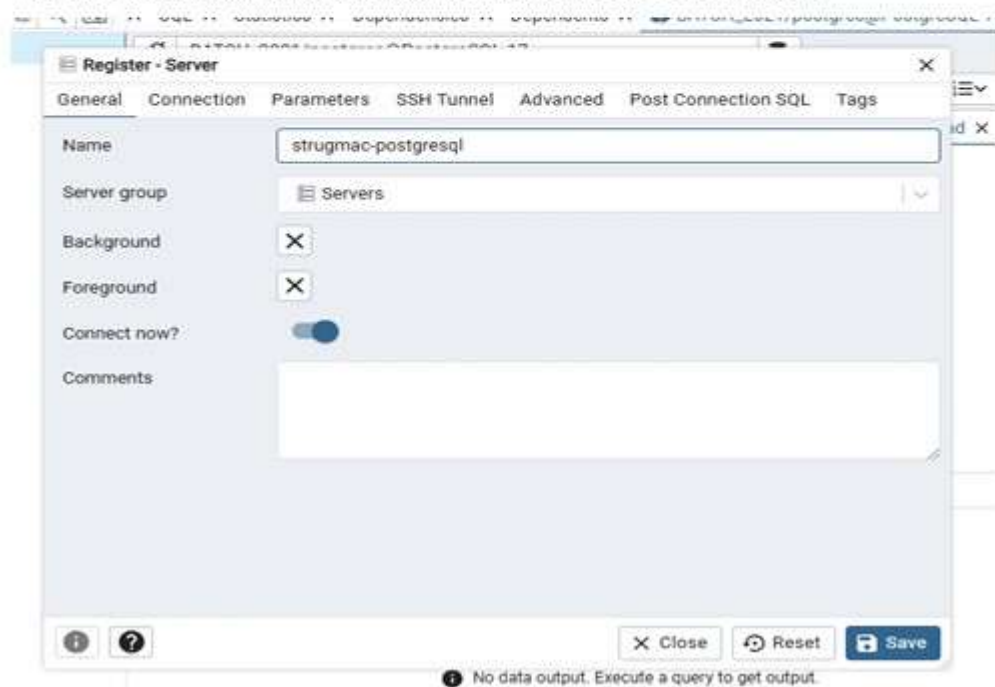 Register - Server
General Connection Parameters SSH Tunnel Advanced Post Connection SQL Tags
Name strugmac-postgresql
Server group Servers
Background
Foreground
Connect now?
Comments
Close Reset Save
No data output. Execute a query to get output.